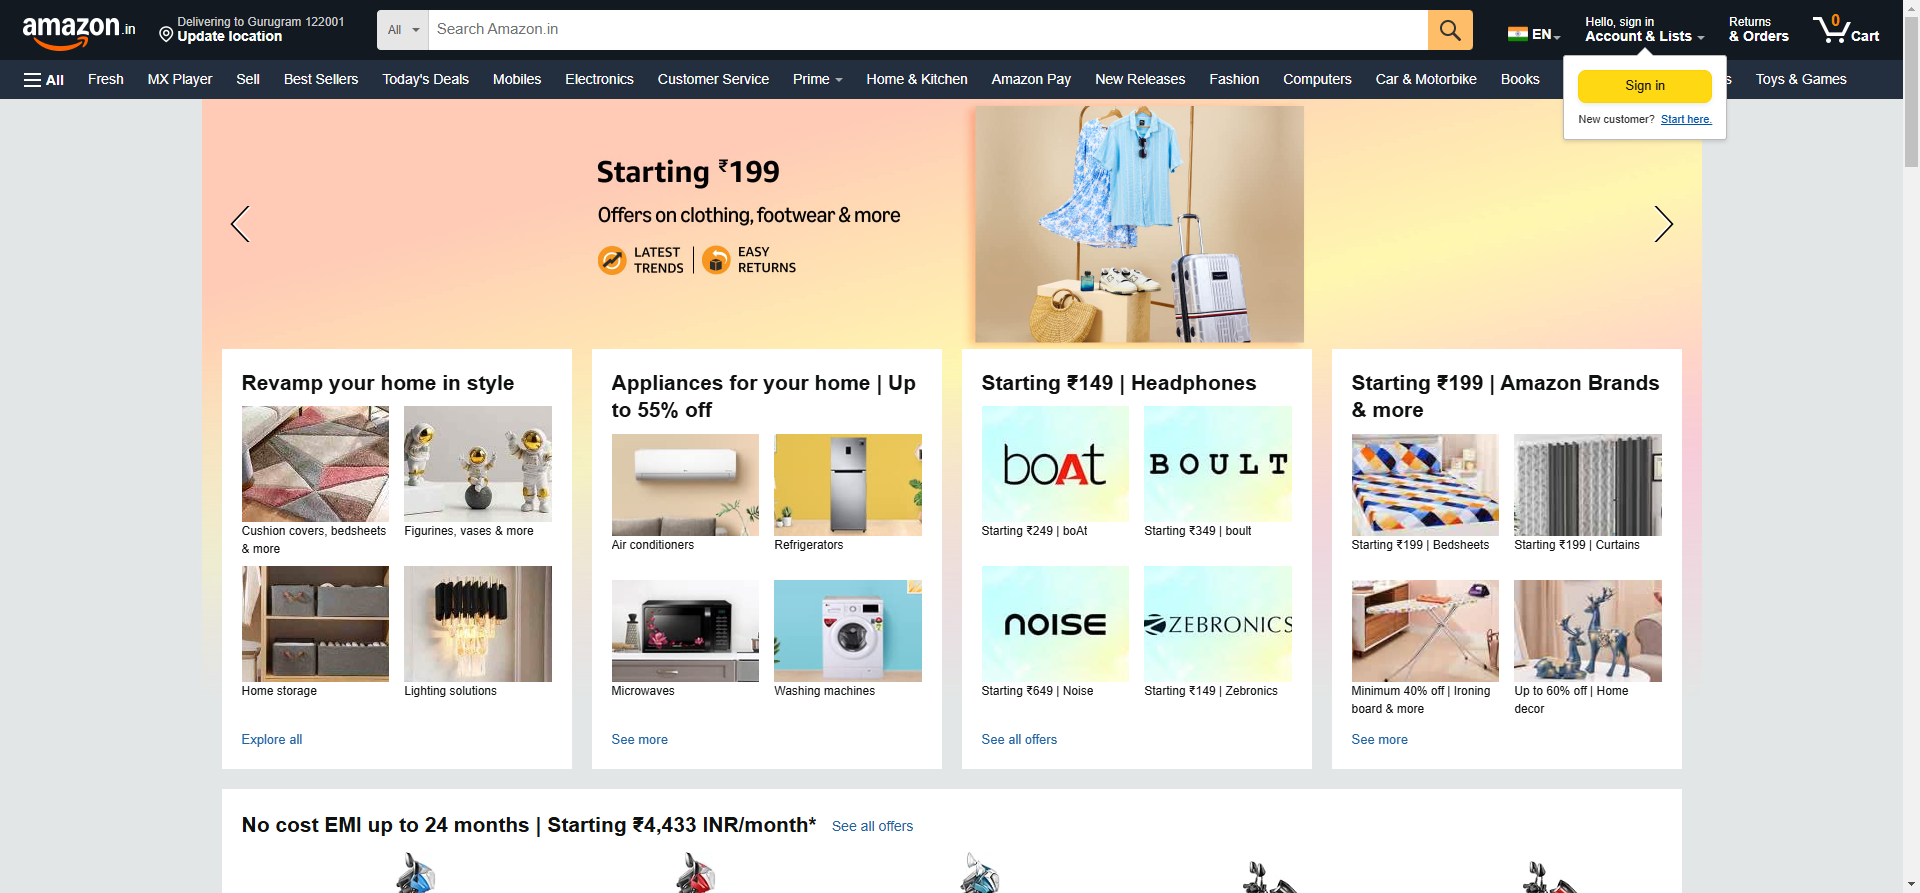 amazon.in
Delivering to Gurugram 122001
Update location
All
Search Amazon.in
EN
Hello, sign in
Account & Lists
Returns
& Orders
0
Cart
All
Fresh
MX Player
Sell
Best Sellers
Today's Deals
Mobiles
Electronics
Customer Service
Prime
Home & Kitchen
Amazon Pay
New Releases
Fashion
Computers
Car & Motorbike
Books
Toys & Games
Sign in
New customer? Start here.
Starting ₹199
Offers on clothing, footwear & more
LATEST
TRENDS
EASY
RETURNS
Revamp your home in style
Cushion covers, bedsheets
& more
Figurines, vases & more
Home storage
Lighting solutions
Explore all
Appliances for your home | Up
to 55% off
Air conditioners
Refrigerators
Microwaves
Washing machines
See more
Starting ₹149 | Headphones
boAt
BOULT
Starting ₹249 | boAt
Starting ₹349 | boult
noise
ZEBRONICS
Starting ₹649 | Noise
Starting ₹149 | Zebronics
See all offers
Starting ₹199 | Amazon Brands
& more
Starting ₹199 | Bedsheets
Starting ₹199 | Curtains
Minimum 40% off | Ironing
board & more
Up to 60% off | Home
decor
See more
No cost EMI up to 24 months | Starting ₹4,433 INR/month*
See all offers